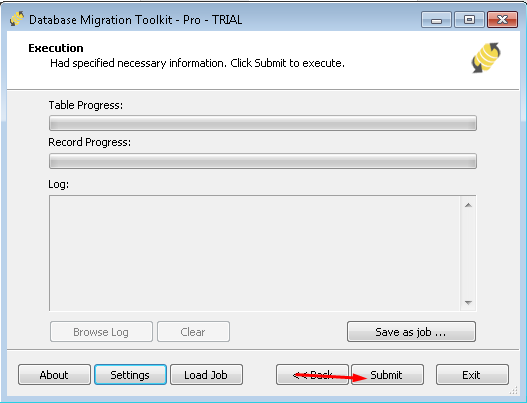 Database Migration Toolkit - Pro - TRIAL
Execution
Had specified necessary information. Click Submit to execute.
Table Progress:
Record Progress:
Log:
Browse Log Clear Save as job ...
About Settings Load Job << Back Submit Exit